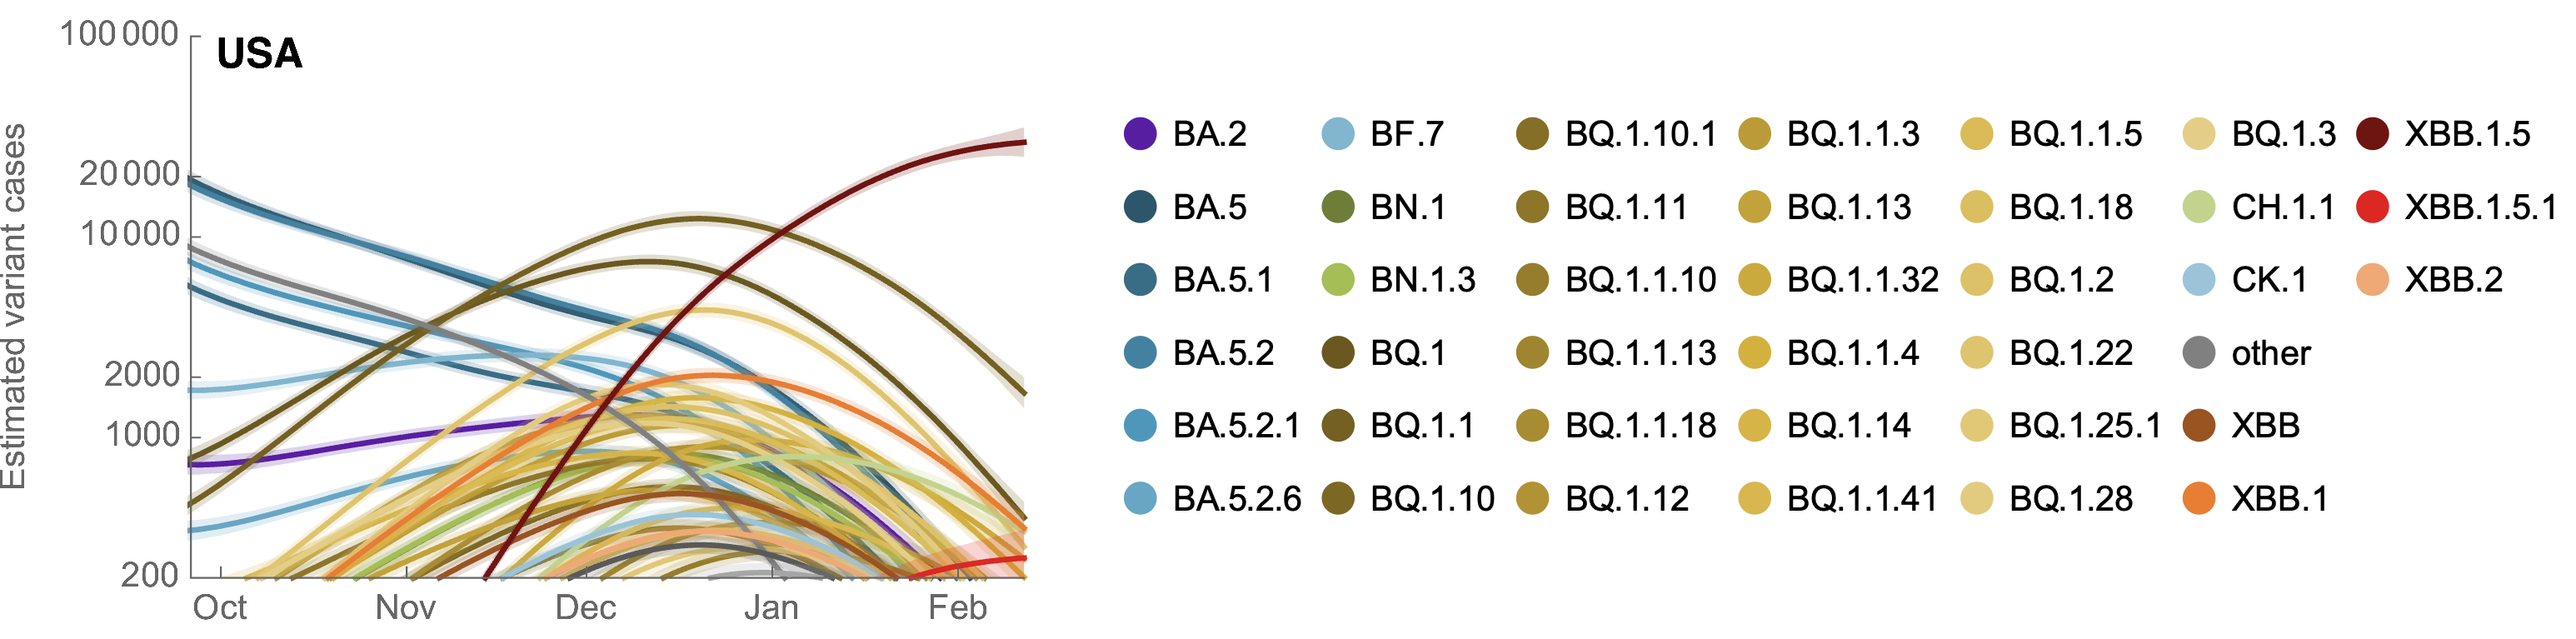 USA
Estimated variant cases
100 000
20 000
10 000
2000
1000
200
Oct Nov Dec Jan Feb
BA.2 BF.7 BQ.1.10.1 BQ.1.1.3 BQ.1.1.5 BQ.1.3 XBB.1.5
BA.5 BN.1 BQ.1.11 BQ.1.13 BQ.1.18 CH.1.1 XBB.1.5.1
BA.5.1 BN.1.3 BQ.1.1.10 BQ.1.1.32 BQ.1.2 CK.1 XBB.2
BA.5.2 BQ.1 BQ.1.1.13 BQ.1.1.4 BQ.1.22 other
BA.5.2.1 BQ.1.1 BQ.1.1.18 BQ.1.14 BQ.1.25.1 XBB
BA.5.2.6 BQ.1.10 BQ.1.12 BQ.1.1.41 BQ.1.28 XBB.1